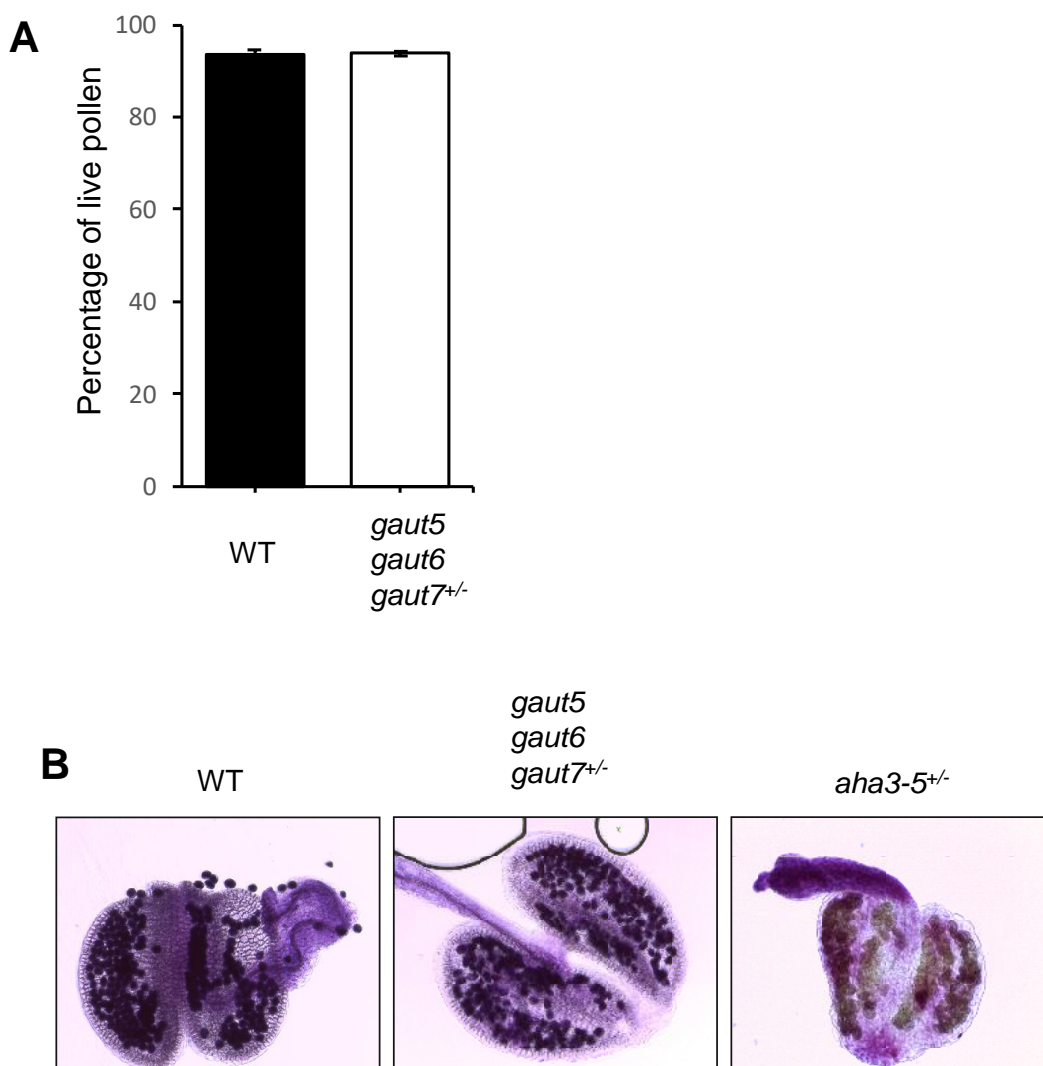 A
Percentage of live pollen
100
80
60
40
20
0
WT
gaut5
gaut6
gaut7+/-
B
WT
gaut5
gaut6
gaut7+/-
aha3-5+/-